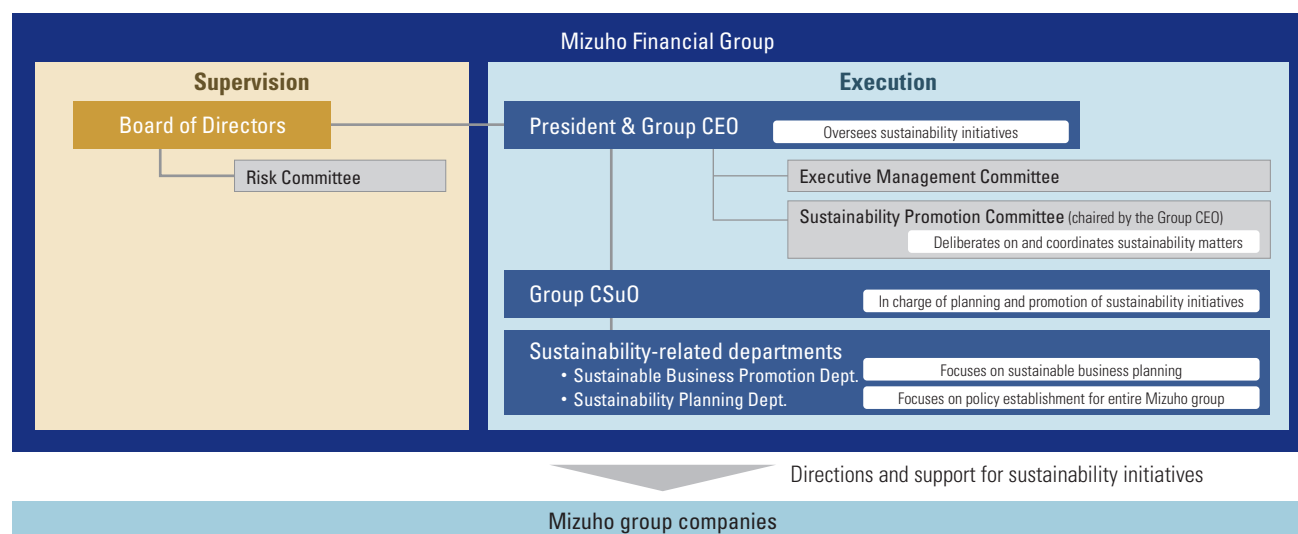 Mizuho Financial Group
Supervision
Board of Directors
Risk Committee
Execution
President & Group CEO
Oversees sustainability initiatives
Executive Management Committee
Sustainability Promotion Committee (chaired by the Group CEO)
Deliberates on and coordinates sustainability matters
Group CSuO
In charge of planning and promotion of sustainability initiatives
Sustainability-related departments
• Sustainable Business Promotion Dept.
Focuses on sustainable business planning
• Sustainability Planning Dept.
Focuses on policy establishment for entire Mizuho group
Directions and support for sustainability initiatives
Mizuho group companies